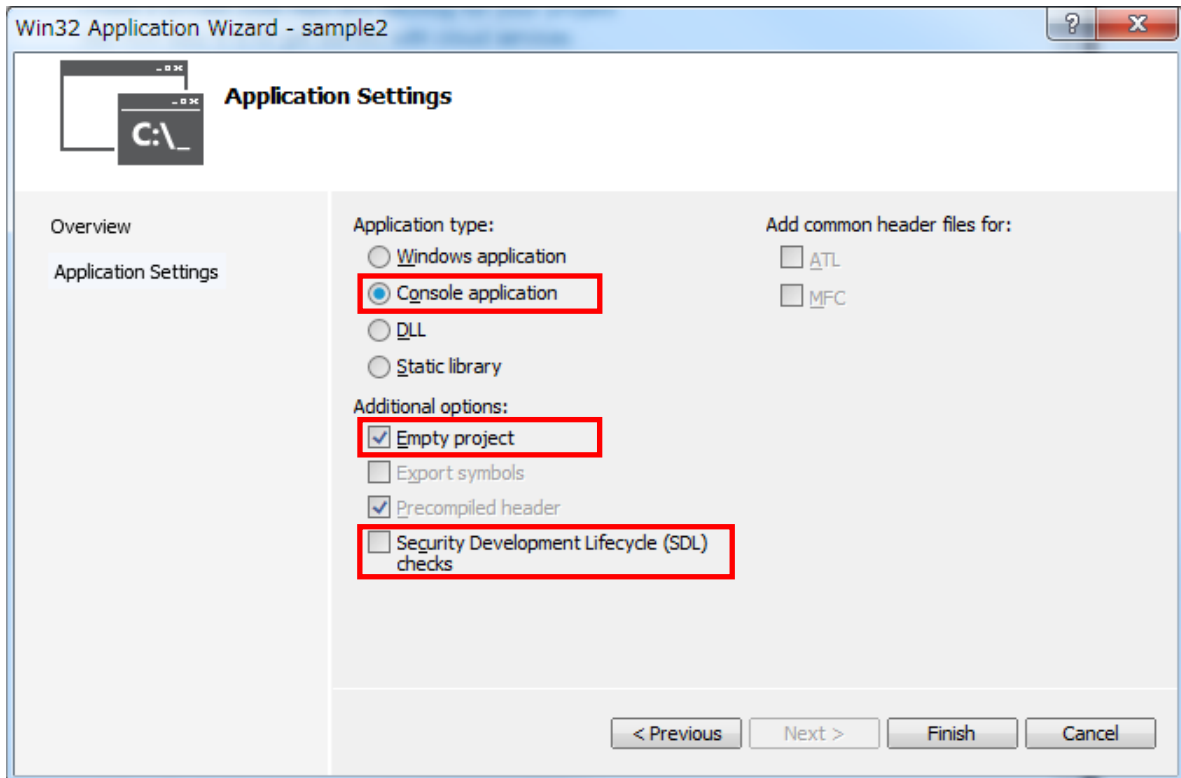 Win32 Application Wizard - sample2
C:\_
Application Settings
Overview
Application Settings
Application type:
Windows application
Console application
DLL
Static library
Additional options:
Empty project
Export symbols
Precompiled header
Security Development Lifecycle (SDL)
checks
Add common header files for:
ATL
MFC
< Previous
Next >
Finish
Cancel